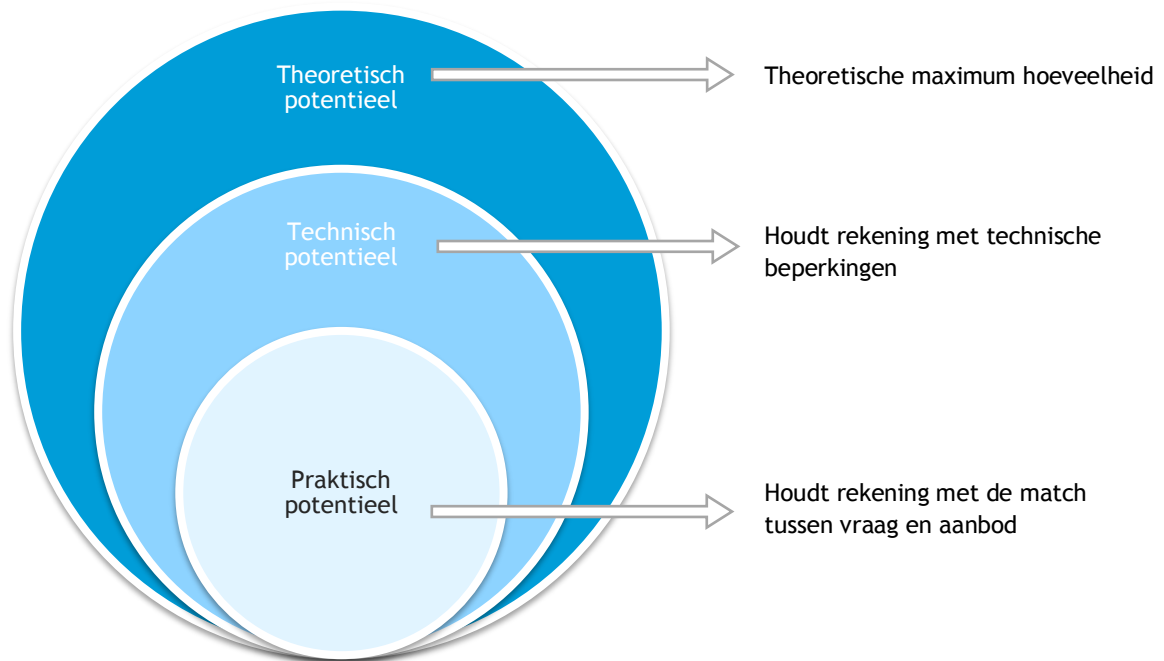 Theoretisch
potentieel
Theoretische maximum hoeveelheid
Technisch
potentieel
Houdt rekening met technische
beperkingen
Praktisch
potentieel
Houdt rekening met de match
tussen vraag en aanbod